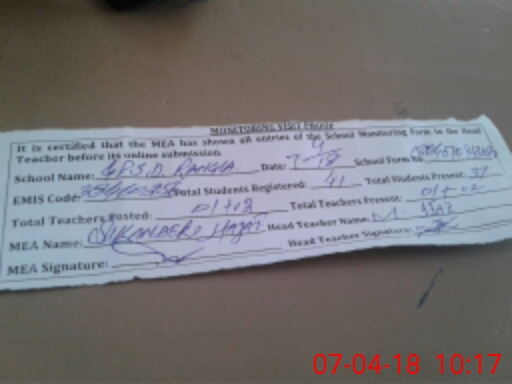 MONITORING VISIT PROOF
It is certified that the MEA has shown all entries of the School Monitoring Form to the Head
Teacher before its online submission.
School Name: GPS D. RANGLA Date: 7-4-18 School Form No
EMIS Code: Total Students Registered: 41 Total Students Present: 37
Total Teachers Posted: 01+02 Total Teachers Present: 01+02
MEA Name: Head Teacher Name: M.
MEA Signature: Head Teacher Signature:
07-04-18 10:17